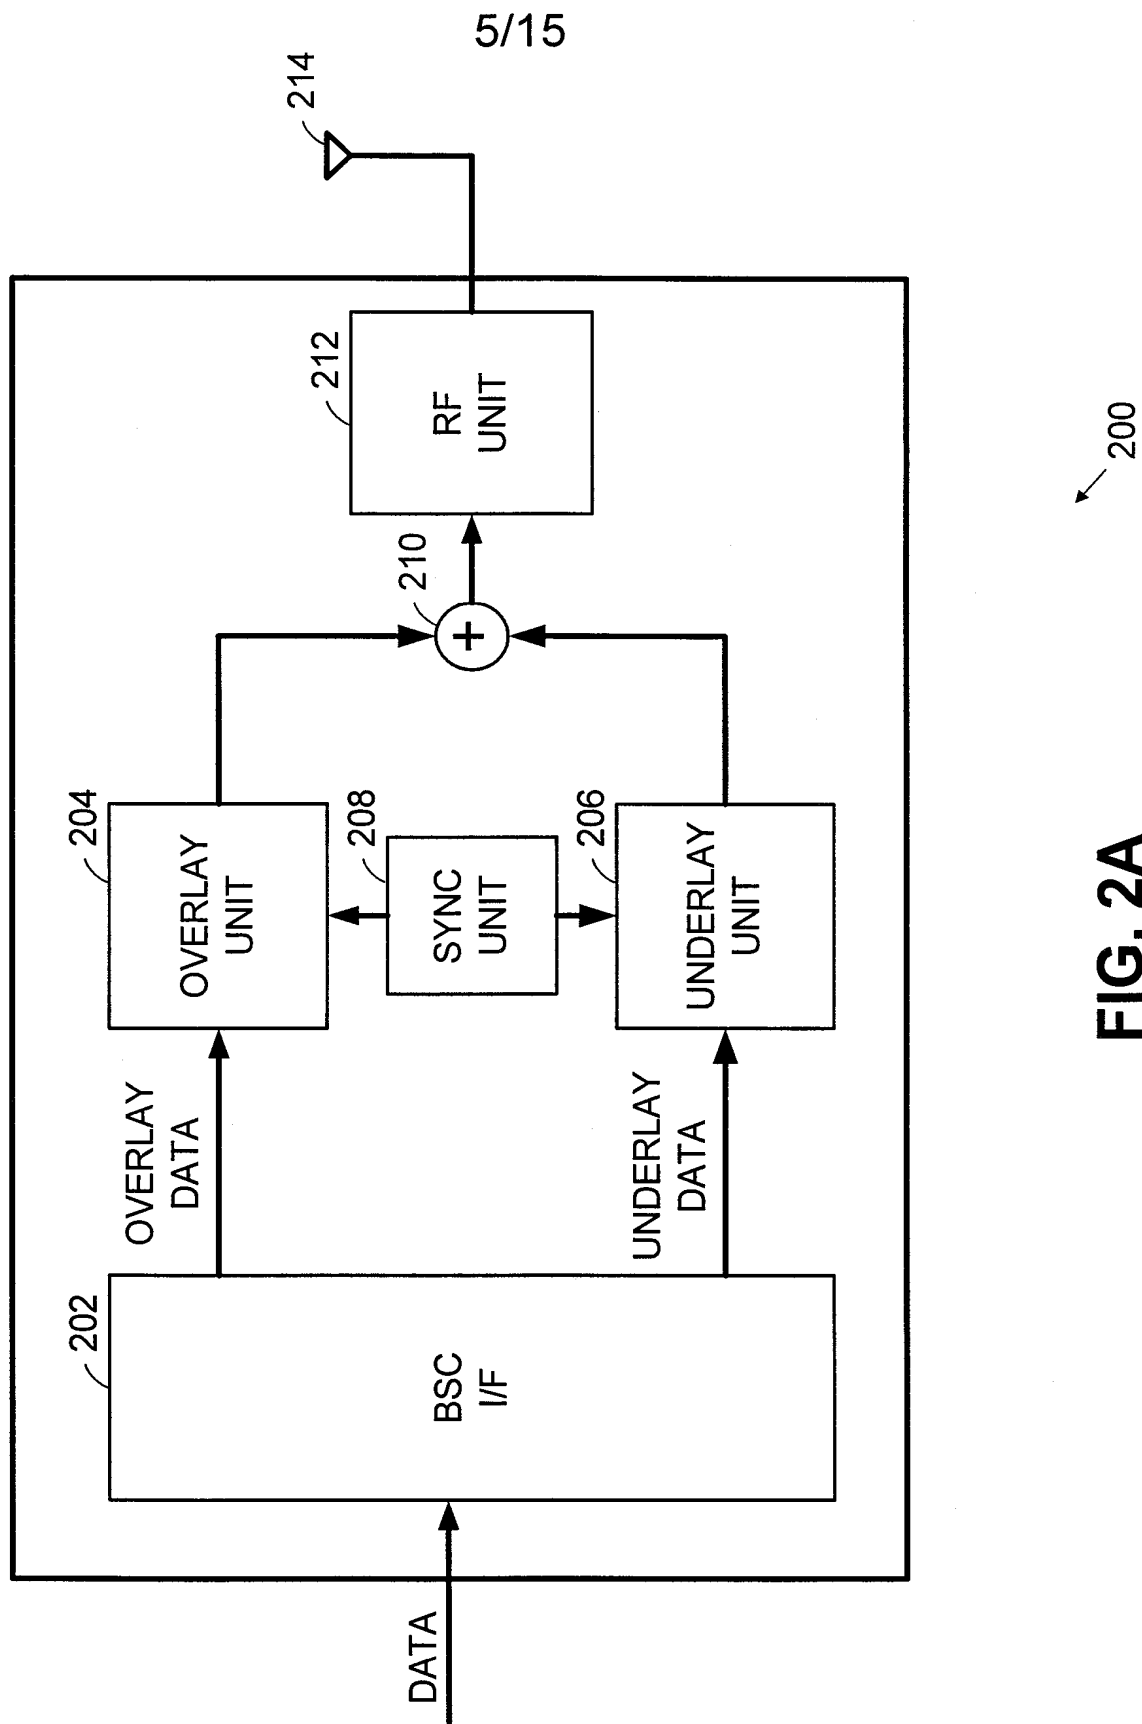 5/15
214
212
RF
UNIT
210
+
204
OVERLAY
UNIT
208
SYNC
UNIT
206
UNDERLAY
UNIT
OVERLAY
DATA
UNDERLAY
DATA
202
BSC
I/F
DATA
200
FIG. 2A